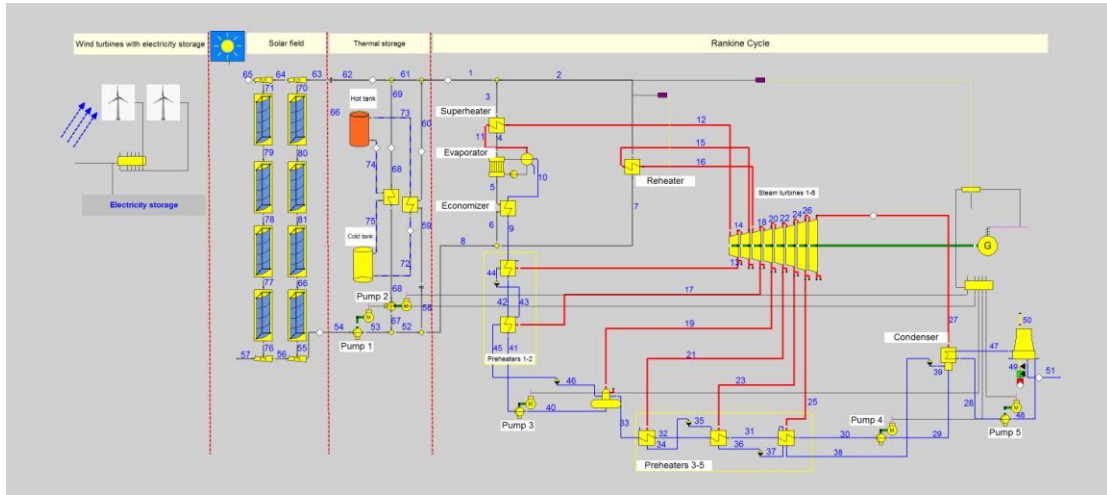 Wind turbines with electricity storage
Solar field
Thermal storage
Rankine Cycle
65 64 63 62 61 1 2
71 70 69 73 3
66 60
Hot tank
Superheater
12
11 4
15
Evaporator
79 80 74 68 10 16
5
Reheater
Steam turbines 1-6
Electricity storage
Economizer
7
6 9
14 18 20 22 24 26
75 59
Cold tank
78 81 8
G
72
13
44
77 66 68 58
42 43
17
Pump 2
M
54 53 67 52
M
Pump 1
19
27
Condenser
50
47
57 76 56 55
45 41
Preheaters 1-2
21
39
49
51
46
23
25
28
40
M
Pump 3
33
35
Pump 4
M
M
48
32 31 30 29
Pump 5
34 36 37 38
Preheaters 3-5